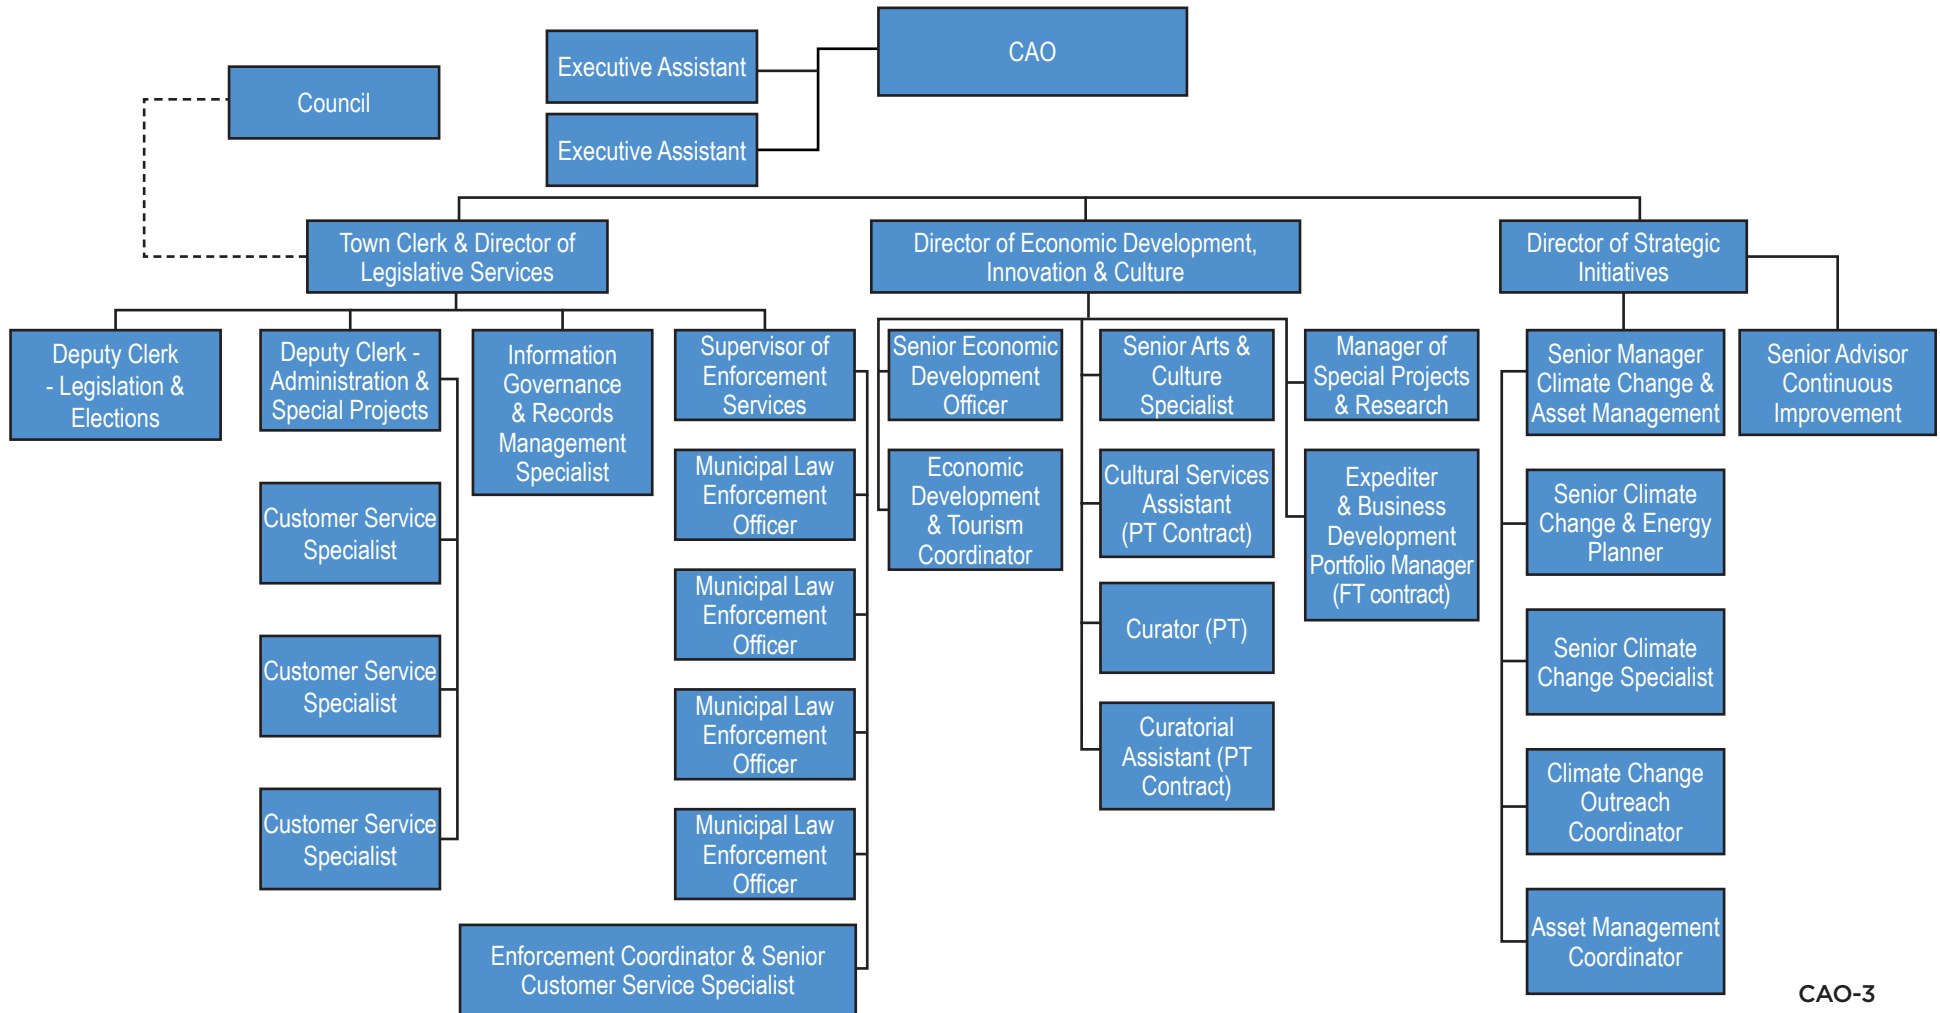 CAO
Executive Assistant
Council
Executive Assistant
Town Clerk & Director of
Legislative Services
Director of Economic Development,
Innovation & Culture
Director of Strategic
Initiatives
Deputy Clerk
- Legislation &
Elections
Deputy Clerk -
Administration &
Special Projects
Customer Service
Specialist
Customer Service
Specialist
Customer Service
Specialist
Information
Governance
& Records
Management
Specialist
Supervisor of
Enforcement
Services
Municipal Law
Enforcement
Officer
Municipal Law
Enforcement
Officer
Municipal Law
Enforcement
Officer
Municipal Law
Enforcement
Officer
Enforcement Coordinator & Senior
Customer Service Specialist
Senior Economic
Development
Officer
Economic
Development
& Tourism
Coordinator
Senior Arts &
Culture
Specialist
Cultural Services
Assistant
(PT Contract)
Curator (PT)
Curatorial
Assistant (PT
Contract)
Manager of
Special Projects
& Research
Expediter
& Business
Development
Portfolio Manager
(FT contract)
Senior Manager
Climate Change &
Asset Management
Senior Climate
Change & Energy
Planner
Senior Climate
Change Specialist
Climate Change
Outreach
Coordinator
Asset Management
Coordinator
Senior Advisor
Continuous
Improvement
CAO-3